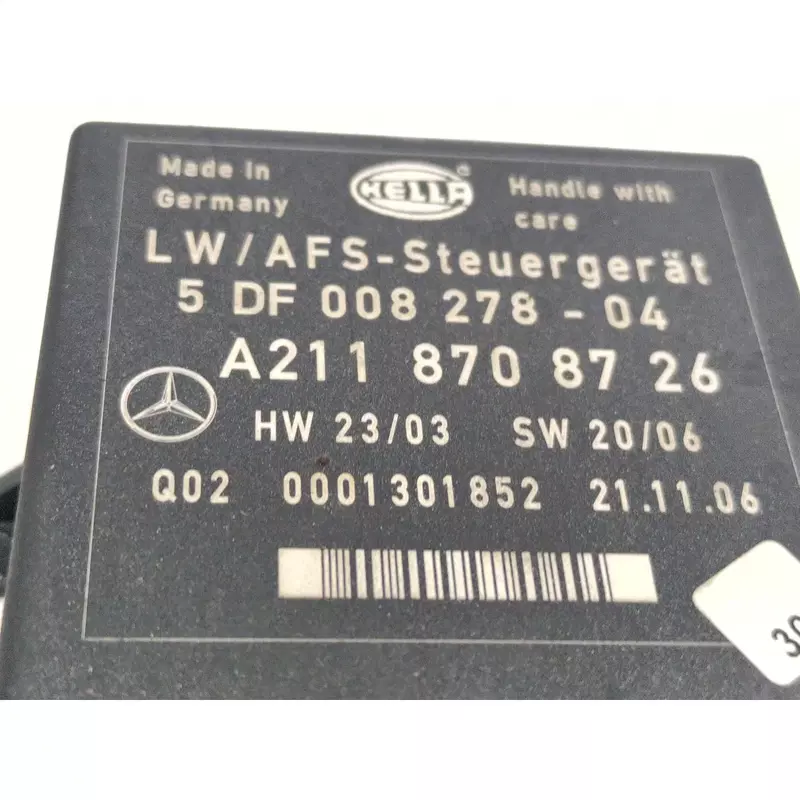 Made in
Germany
HELLA
Handle with
care
LW/AFS-Steuergerät
5 DF 008 278 - 04
A211 870 87 26
HW 23/03 SW 20/06
Q02 0001301852 21.11.06